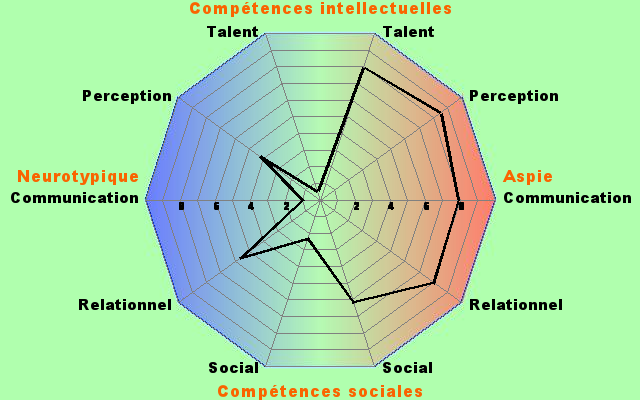 Compétences intellectuelles
Talent Talent
Perception Perception
Neurotypique Aspie
Communication 8 6 4 2 2 4 6 8 Communication
Relationnel Relationnel
Social Social
Compétences sociales